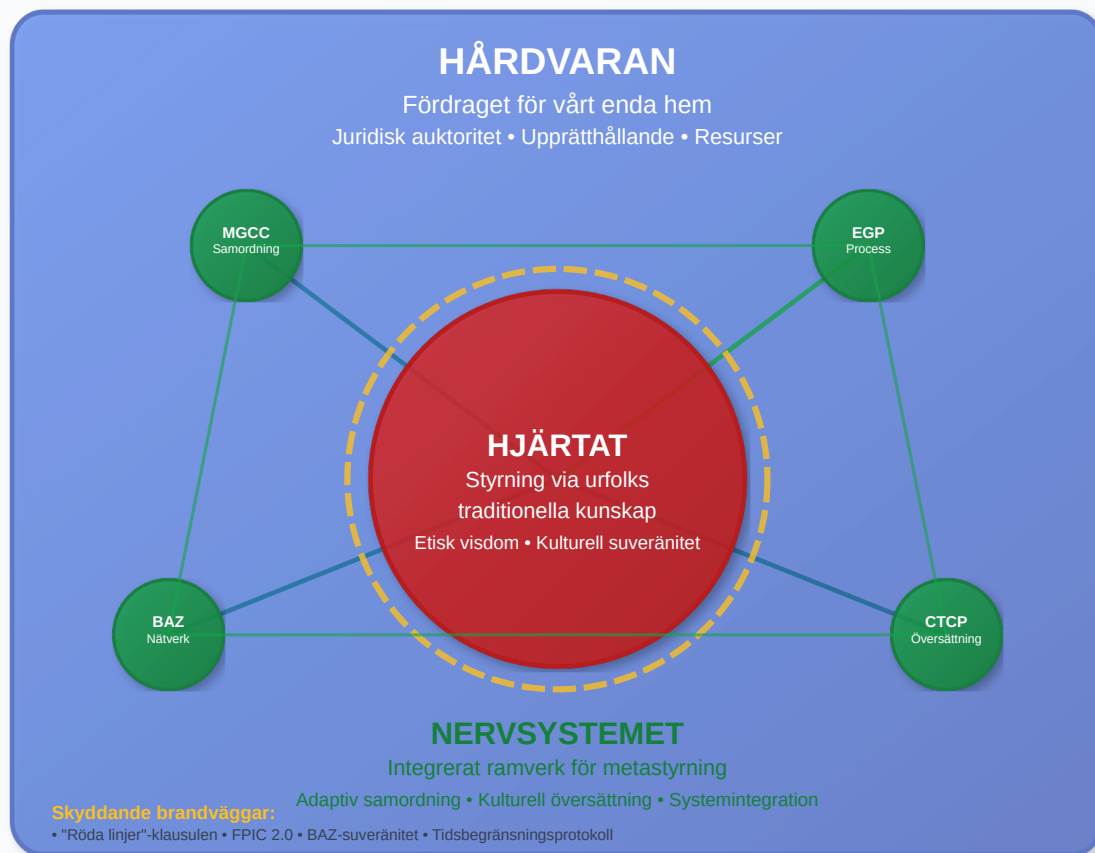 HÅRDVARAN
Fördraget för vårt enda hem
Juridisk auktoritet • Upprätthållande • Resurser
MGCC
Samordning
EGP
Process
HJÄRTAT
Styrning via urfolks
traditionella kunskap
Etisk visdom • Kulturell suveränitet
BAZ
Nätverk
CTCP
Översättning
NERVSYSTEMET
Integrerat ramverk för metastyrning
Adaptiv samordning • Kulturell översättning • Systemintegration
Skyddande brandväggar:
• "Röda linjer"-klausulen • FPIC 2.0 • BAZ-suveränitet • Tidsbegränsningsprotokoll